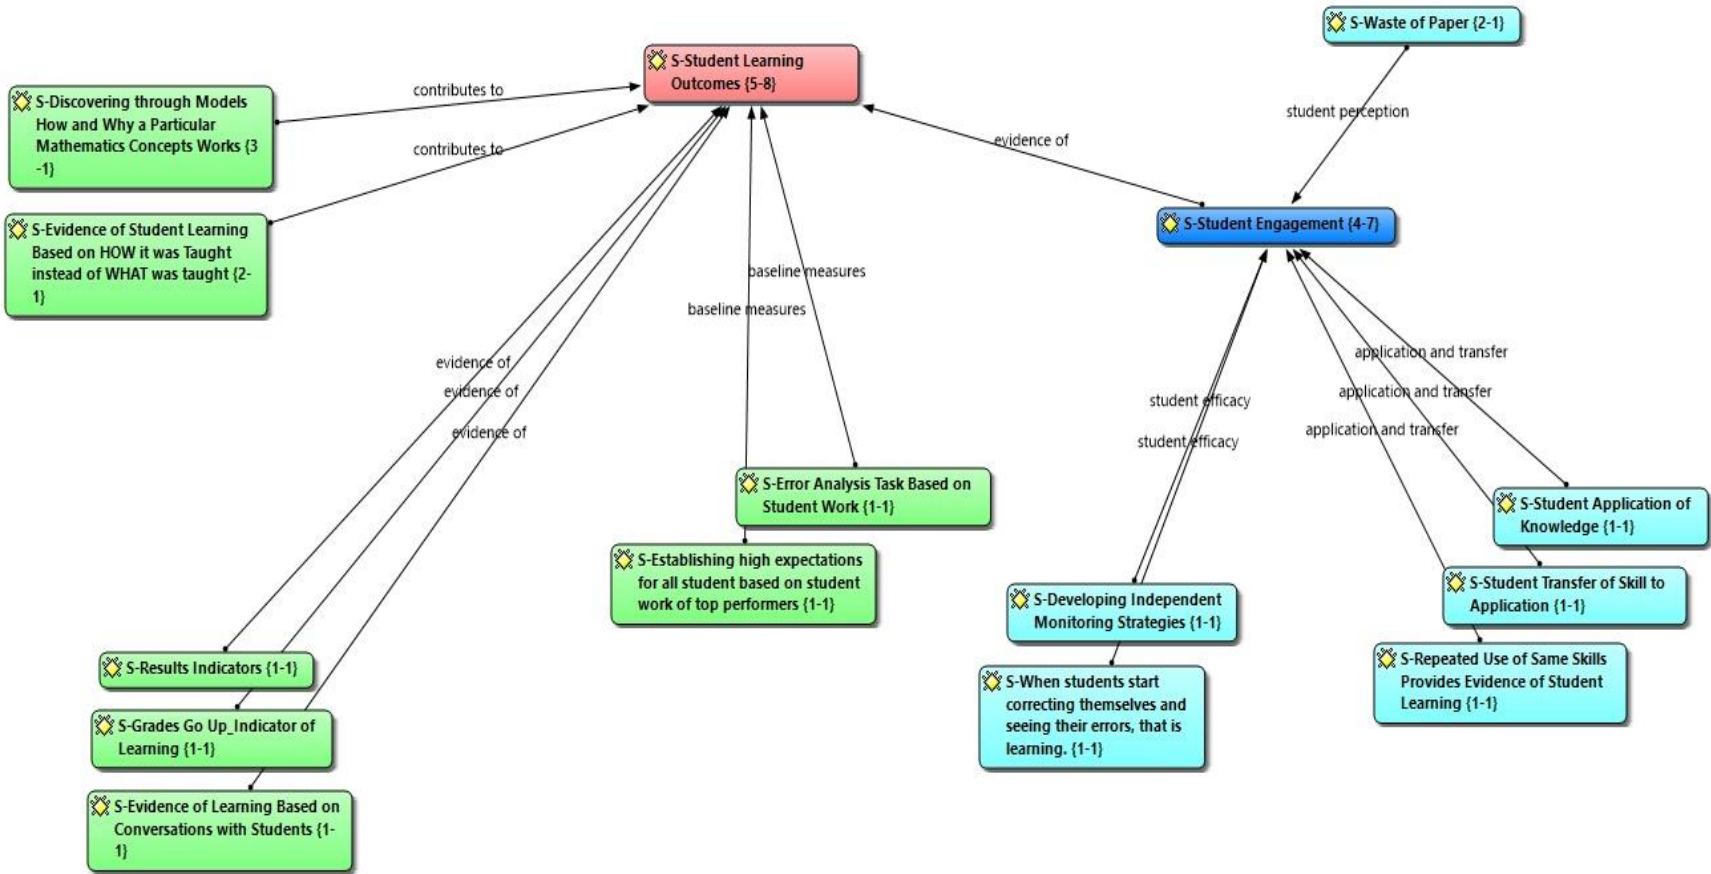 S-Waste of Paper {2-1}
S-Student Learning
Outcomes {5-8}
contributes to
S-Discovering through Models
How and Why a Particular
Mathematics Concepts Works {3
-1}
student perception
evidence of
contributes to
S-Evidence of Student Learning
Based on HOW it was Taught
instead of WHAT was taught {2-
1}
S-Student Engagement {4-7}
baseline measures
baseline measures
evidence of
evidence of
evidence of
application and transfer
application and transfer
application and transfer
student efficacy
student efficacy
S-Error Analysis Task Based on
Student Work {1-1}
S-Establishing high expectations
for all student based on student
work of top performers {1-1}
S-Student Application of
Knowledge {1-1}
S-Student Transfer of Skill to
Application {1-1}
S-Developing Independent
Monitoring Strategies {1-1}
S-Repeated Use of Same Skills
Provides Evidence of Student
Learning {1-1}
S-When students start
correcting themselves and
seeing their errors, that is
learning. {1-1}
S-Results Indicators {1-1}
S-Grades Go Up_Indicator of
Learning {1-1}
S-Evidence of Learning Based on
Conversations with Students {1-
1}